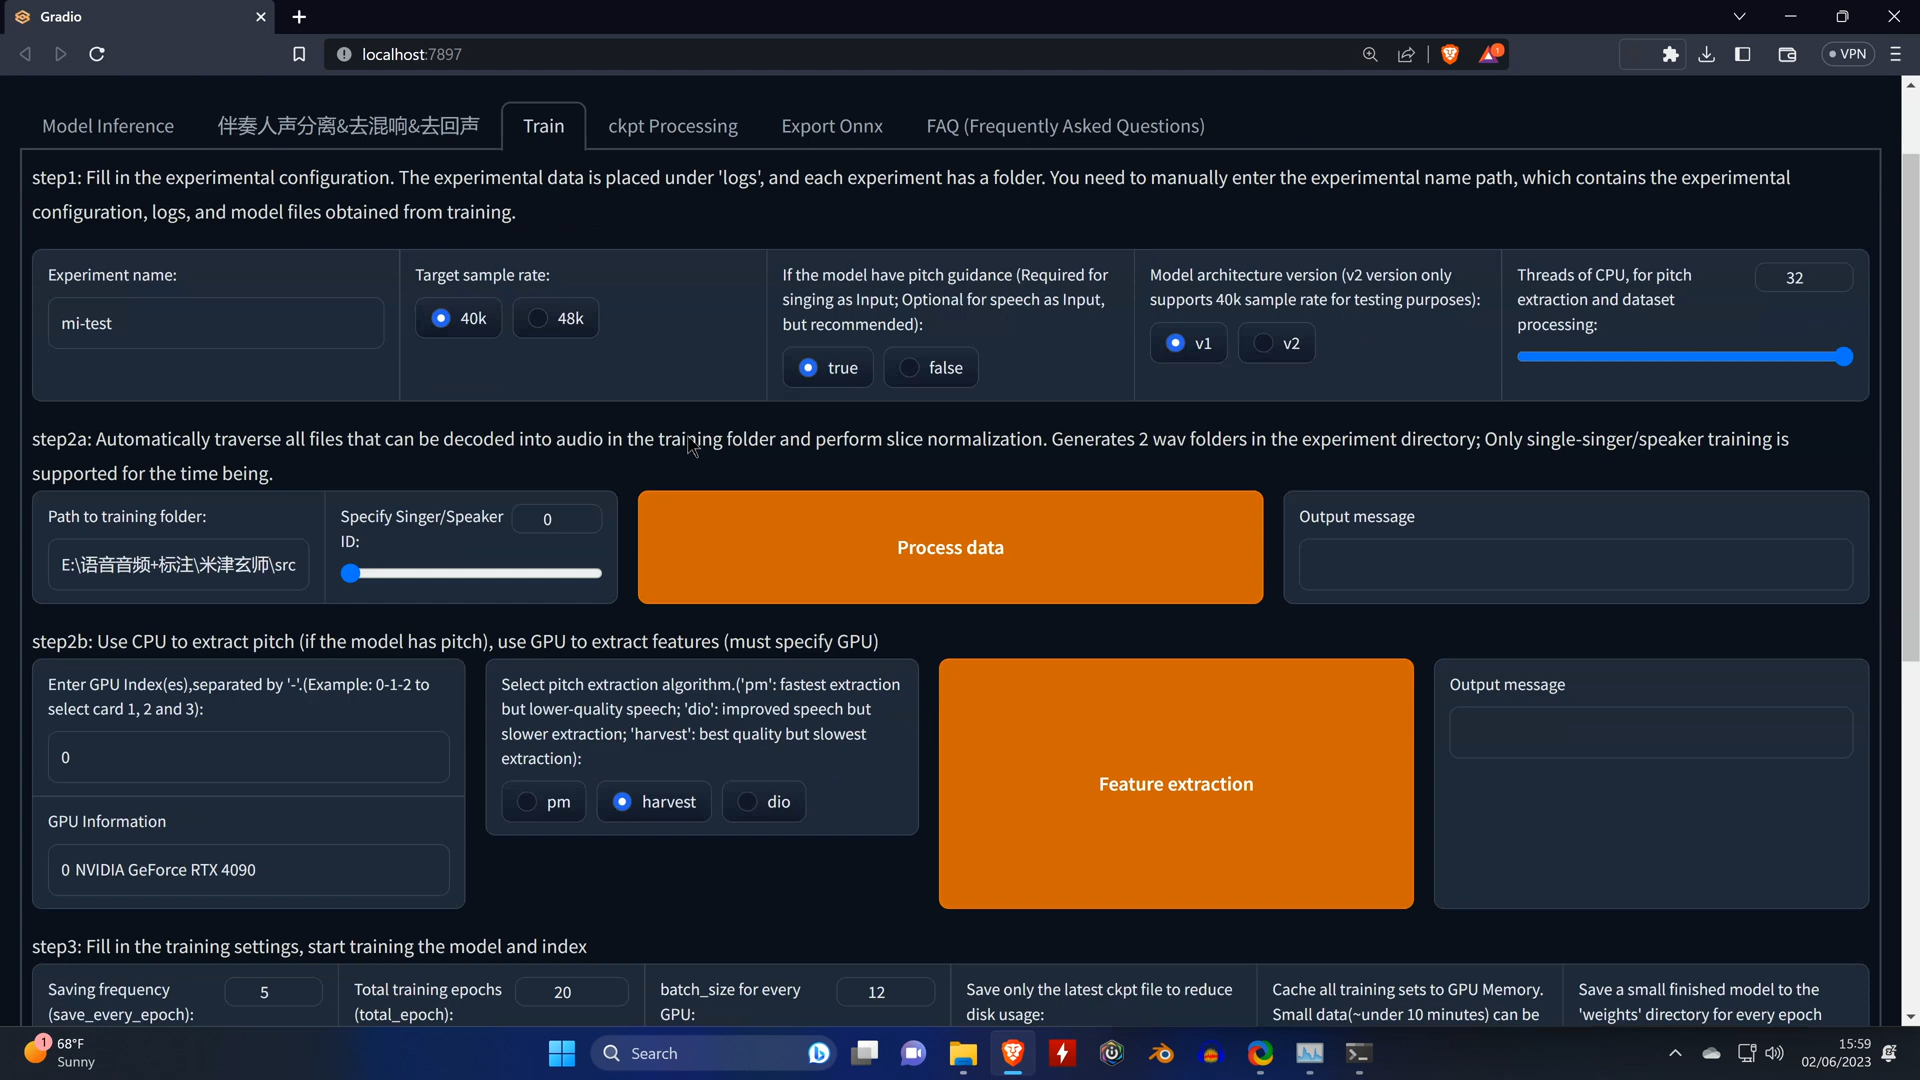 Gradio
localhost:7897
1
VPN
Model Inference
伴奏人声分离&去混响&去回声
Train
ckpt Processing
Export Onnx
FAQ (Frequently Asked Questions)
step1: Fill in the experimental configuration. The experimental data is placed under 'logs', and each experiment has a folder. You need to manually enter the experimental name path, which contains the experimental
configuration, logs, and model files obtained from training.
Experiment name:
mi-test
Target sample rate:
40k
48k
If the model have pitch guidance (Required for
singing as Input; Optional for speech as Input,
but recommended):
true
false
Model architecture version (v2 version only
supports 40k sample rate for testing purposes):
v1
v2
Threads of CPU, for pitch
extraction and dataset
processing:
32
step2a: Automatically traverse all files that can be decoded into audio in the training folder and perform slice normalization. Generates 2 wav folders in the experiment directory; Only single-singer/speaker training is
supported for the time being.
Path to training folder:
E:\语音音频+标注\米津玄师\src
Specify Singer/Speaker
ID:
0
Process data
Output message
step2b: Use CPU to extract pitch (if the model has pitch), use GPU to extract features (must specify GPU)
Enter GPU Index(es),separated by '-'.(Example: 0-1-2 to
select card 1, 2 and 3):
0
GPU Information
0 NVIDIA GeForce RTX 4090
Select pitch extraction algorithm.('pm': fastest extraction
but lower-quality speech; 'dio': improved speech but
slower extraction; 'harvest': best quality but slowest
extraction):
pm
harvest
dio
Feature extraction
Output message
step3: Fill in the training settings, start training the model and index
Saving frequency
(save_every_epoch):
5
Total training epochs
(total_epoch):
20
batch_size for every
GPU:
12
Save only the latest ckpt file to reduce
disk usage:
Cache all training sets to GPU Memory.
Small data(~under 10 minutes) can be
Save a small finished model to the
'weights' directory for every epoch
1
68°F
Sunny
Search
15:59
02/06/2023